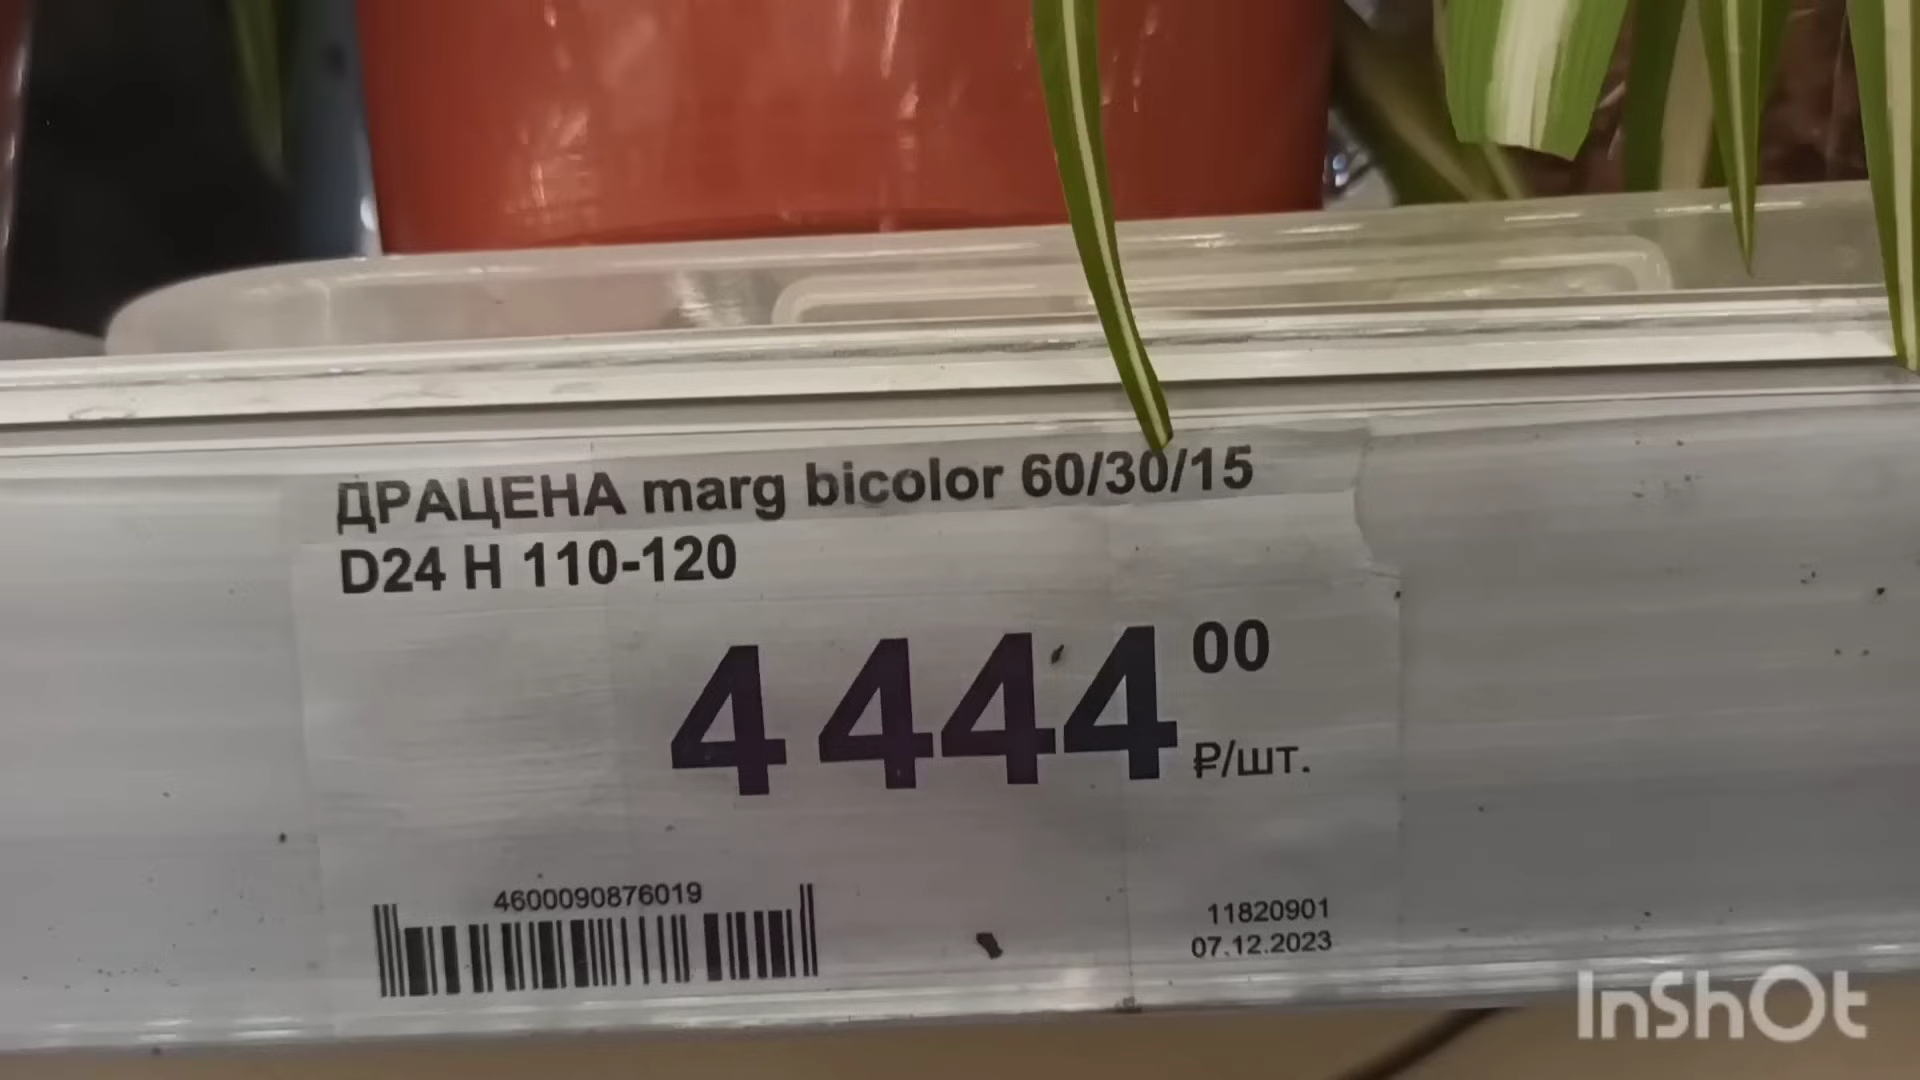 ДРАЦЕНА marg bicolor 60/30/15
D24 H 110-120
4 444 00
₽/шт.
4600090876019
11820901
07.12.2023
InShOt